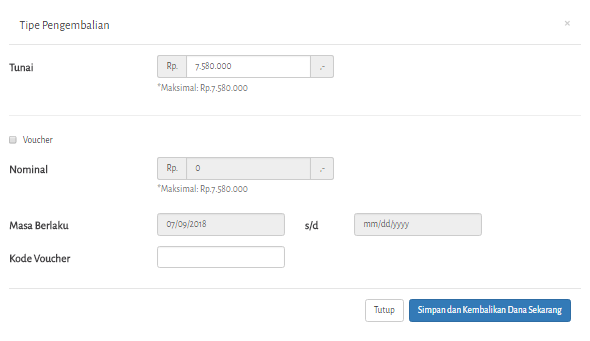 Tipe Pengembalian ×
Tunai Rp. 7.580.000 ,-
*Maksimal: Rp.7.580.000
Voucher
Nominal Rp. 0 ,-
*Maksimal: Rp.7.580.000
Masa Berlaku 07/09/2018 s/d mm/dd/yyyy
Kode Voucher
Tutup Simpan dan Kembalikan Dana Sekarang